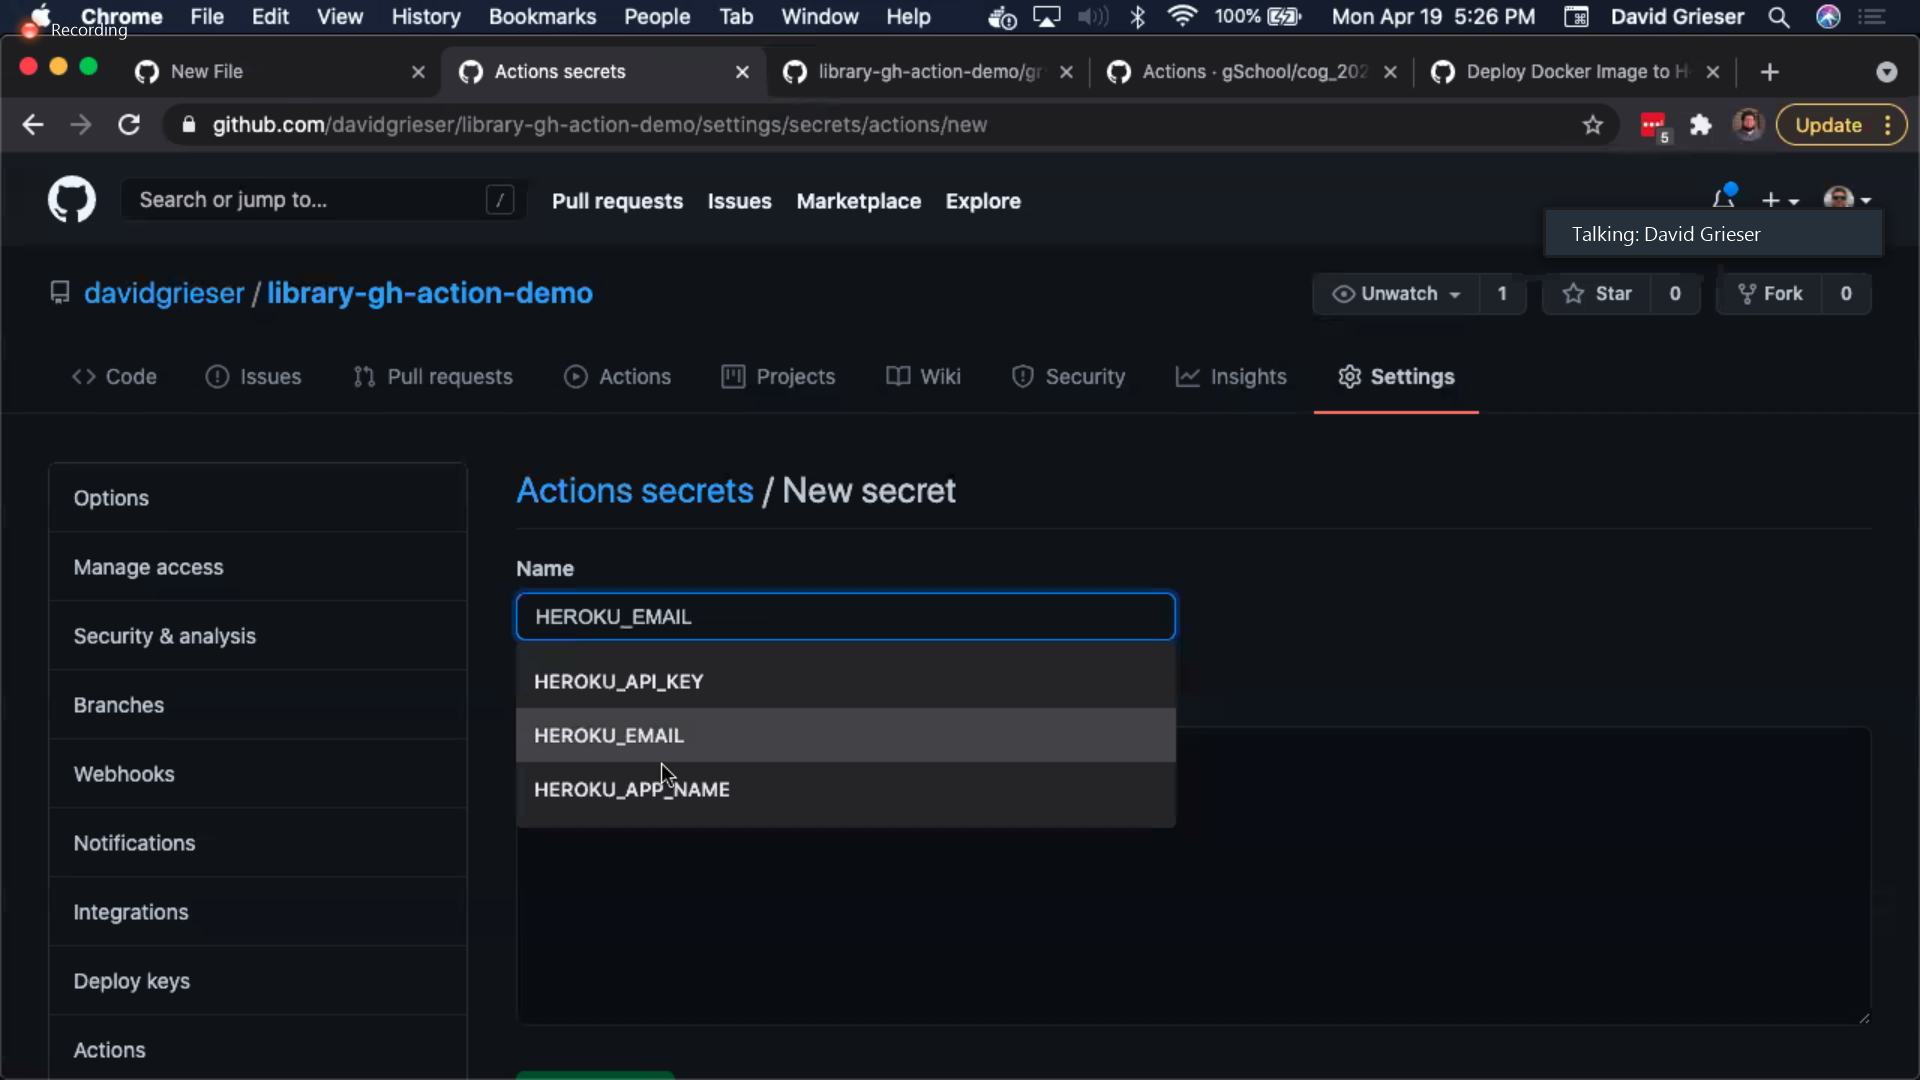 Chrome File Edit View History Bookmarks People Tab Window Help 100% Mon Apr 19 5:26 PM David Grieser
Recording
New File Actions secrets library-gh-action-demo/gr Actions · gSchool/cog_202 Deploy Docker Image to H
github.com/davidgrieser/library-gh-action-demo/settings/secrets/actions/new 5 Update
Search or jump to... / Pull requests Issues Marketplace Explore
Talking: David Grieser
davidgrieser / library-gh-action-demo Unwatch 1 Star 0 Fork 0
Code Issues Pull requests Actions Projects Wiki Security Insights Settings
Options
Manage access
Security & analysis
Branches
Webhooks
Notifications
Integrations
Deploy keys
Actions
Actions secrets / New secret
Name
HEROKU_EMAIL
HEROKU_API_KEY
HEROKU_EMAIL
HEROKU_APP_NAME